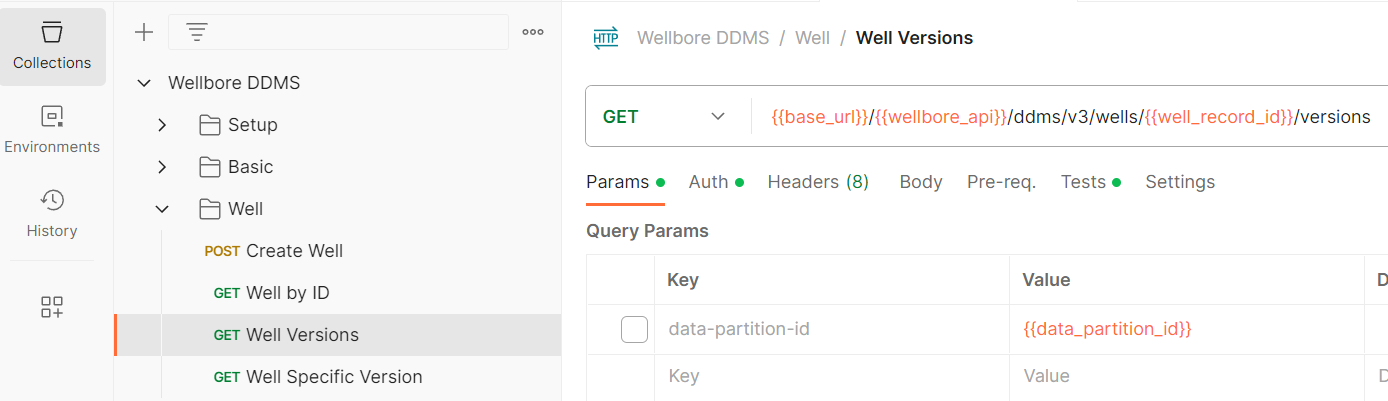 Collections
Environments
History
Wellbore DDMS
Setup
Basic
Well
POST Create Well
GET Well by ID
GET Well Versions
GET Well Specific Version
HTTP Wellbore DDMS / Well / Well Versions
GET {{base_url}}/{{wellbore_api}}/ddms/v3/wells/{{well_record_id}}/versions
Params Auth Headers (8) Body Pre-req. Tests Settings
Query Params
Key Value D
data-partition-id {{data_partition_id}}
Key Value D